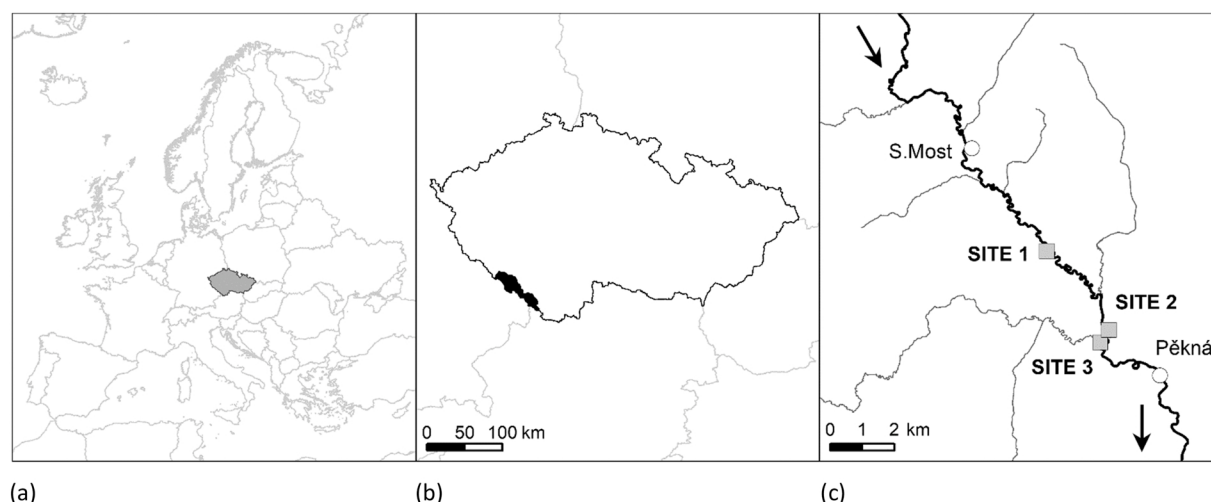 S.Most
SITE 1
SITE 2
SITE 3
Pěkná
0 50 100 km
0 1 2 km
(a)
(b)
(c)